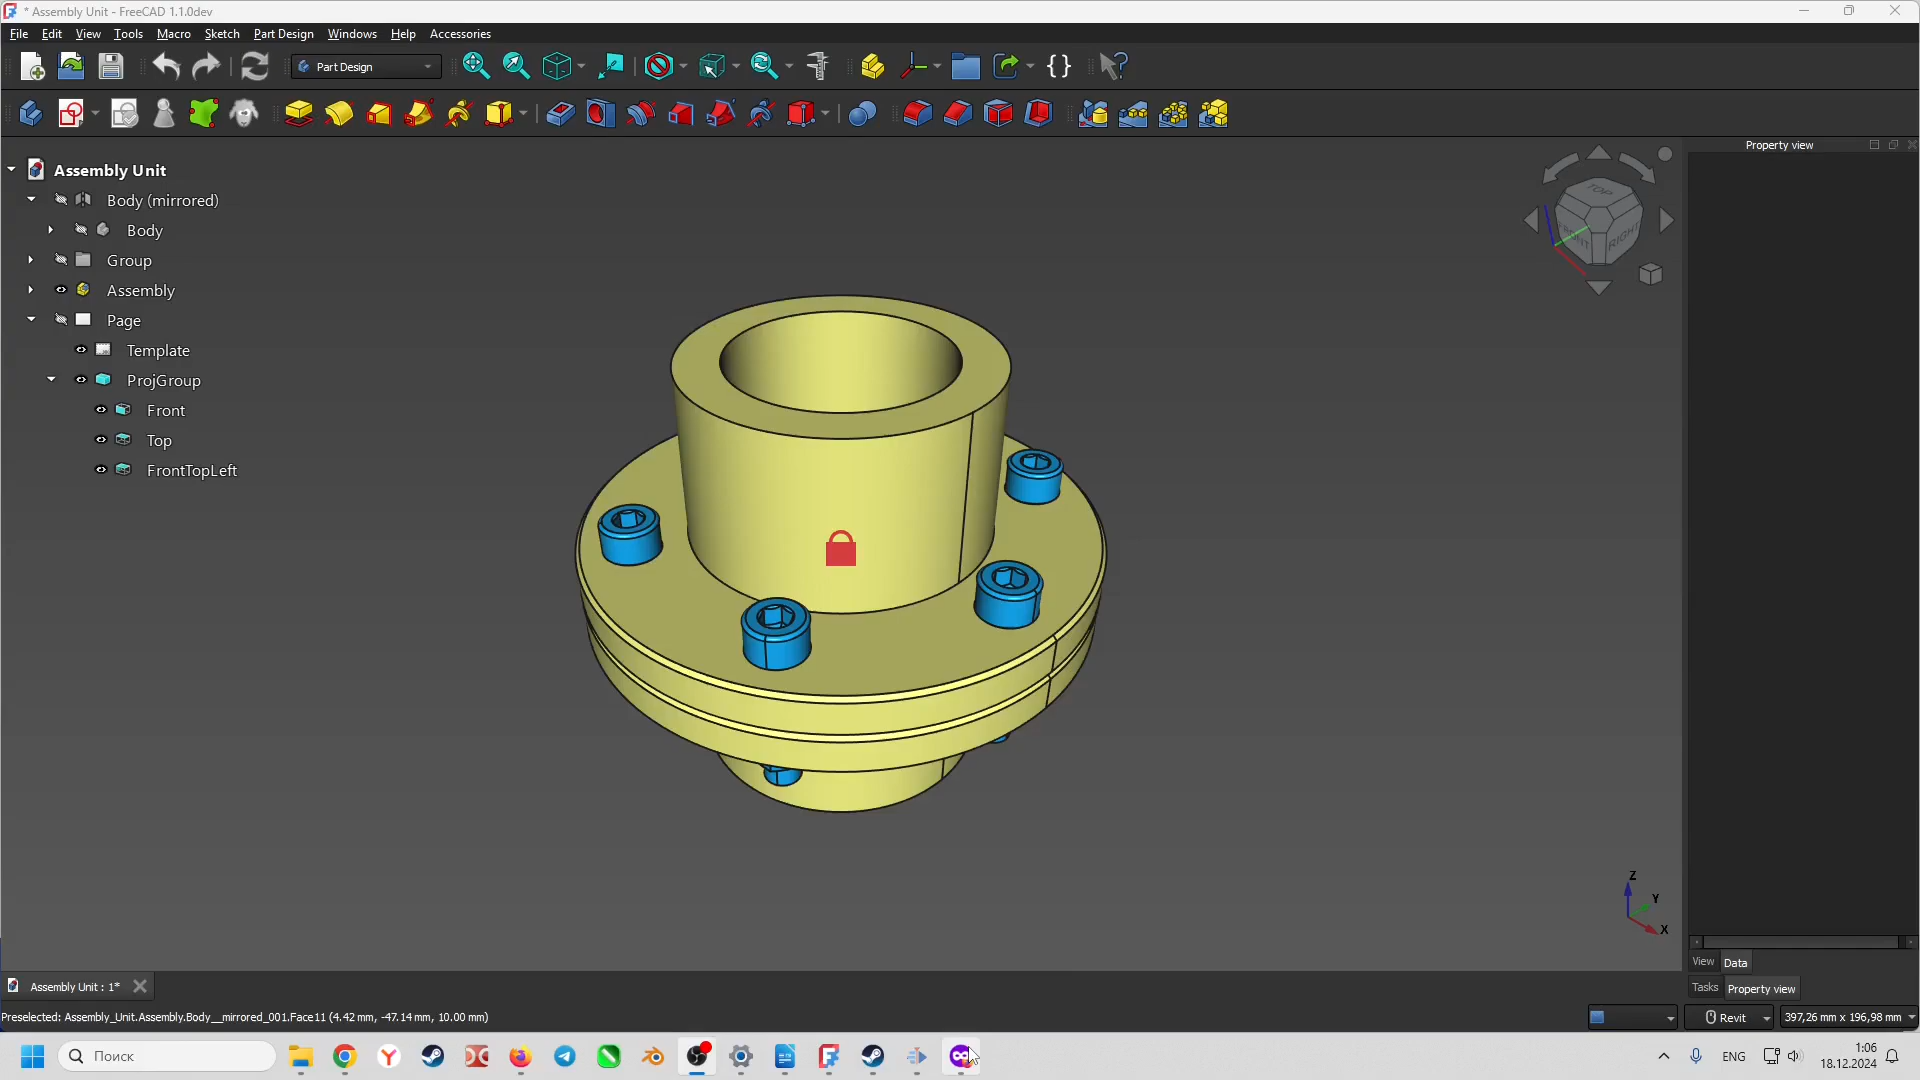 * Assembly Unit - FreeCAD 1.1.0dev
File Edit View Tools Macro Sketch Part Design Windows Help Accessories
Part Design
Property view
Assembly Unit
Body (mirrored)
Body
Group
Assembly
Page
Template
ProjGroup
Front
Top
FrontTopLeft
TOP
FRONT
RIGHT
Z
Y
X
View Data
Assembly Unit : 1*
Tasks Property view
Preselected: Assembly_Unit.Assembly.Body__mirrored_001.Face11 (4.42 mm, -47.14 mm, 10.00 mm)
Revit
397,26 mm x 196,98 mm
Поиск
ENG
1:06
18.12.2024